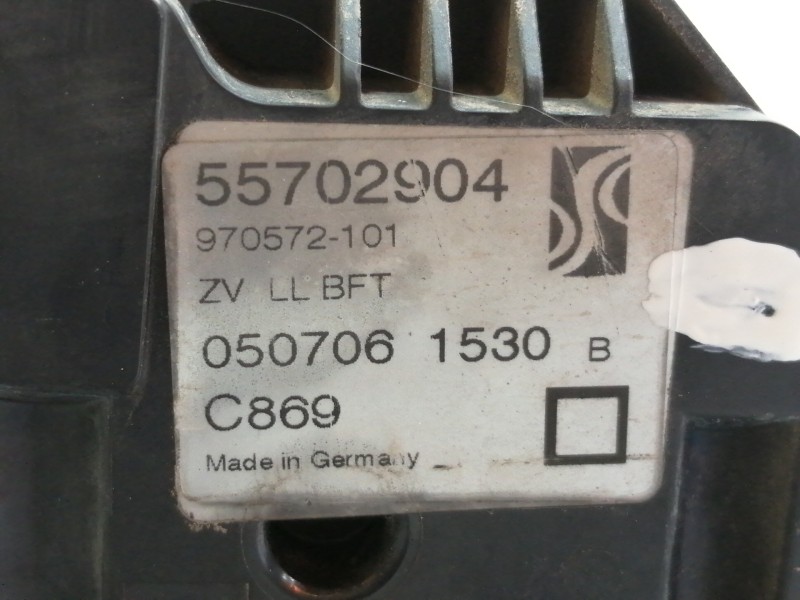 55702904
970572-101
ZV LL BFT
050706 1530 B
C869
Made in Germany